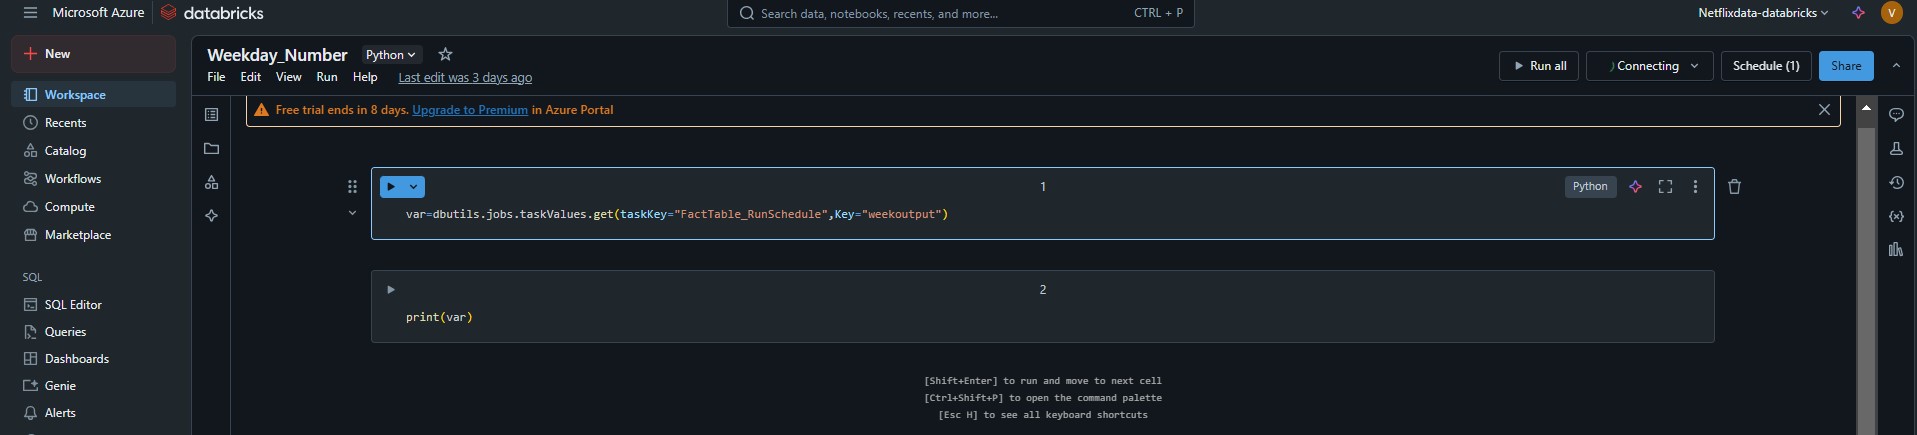 Microsoft Azure databricks
Search data, notebooks, recents, and more... CTRL + P
Netflixdata-databricks V
New
Workspace
Recents
Catalog
Workflows
Compute
Marketplace
SQL
SQL Editor
Queries
Dashboards
Genie
Alerts
Weekday_Number Python
File Edit View Run Help Last edit was 3 days ago
Run all Connecting Schedule (1) Share
Free trial ends in 8 days. Upgrade to Premium in Azure Portal
1 Python
var=dbutils.jobs.taskValues.get(taskKey="FactTable_RunSchedule",Key="weekoutput")
2
print(var)
[Shift+Enter] to run and move to next cell
[Ctrl+Shift+P] to open the command palette
[Esc H] to see all keyboard shortcuts